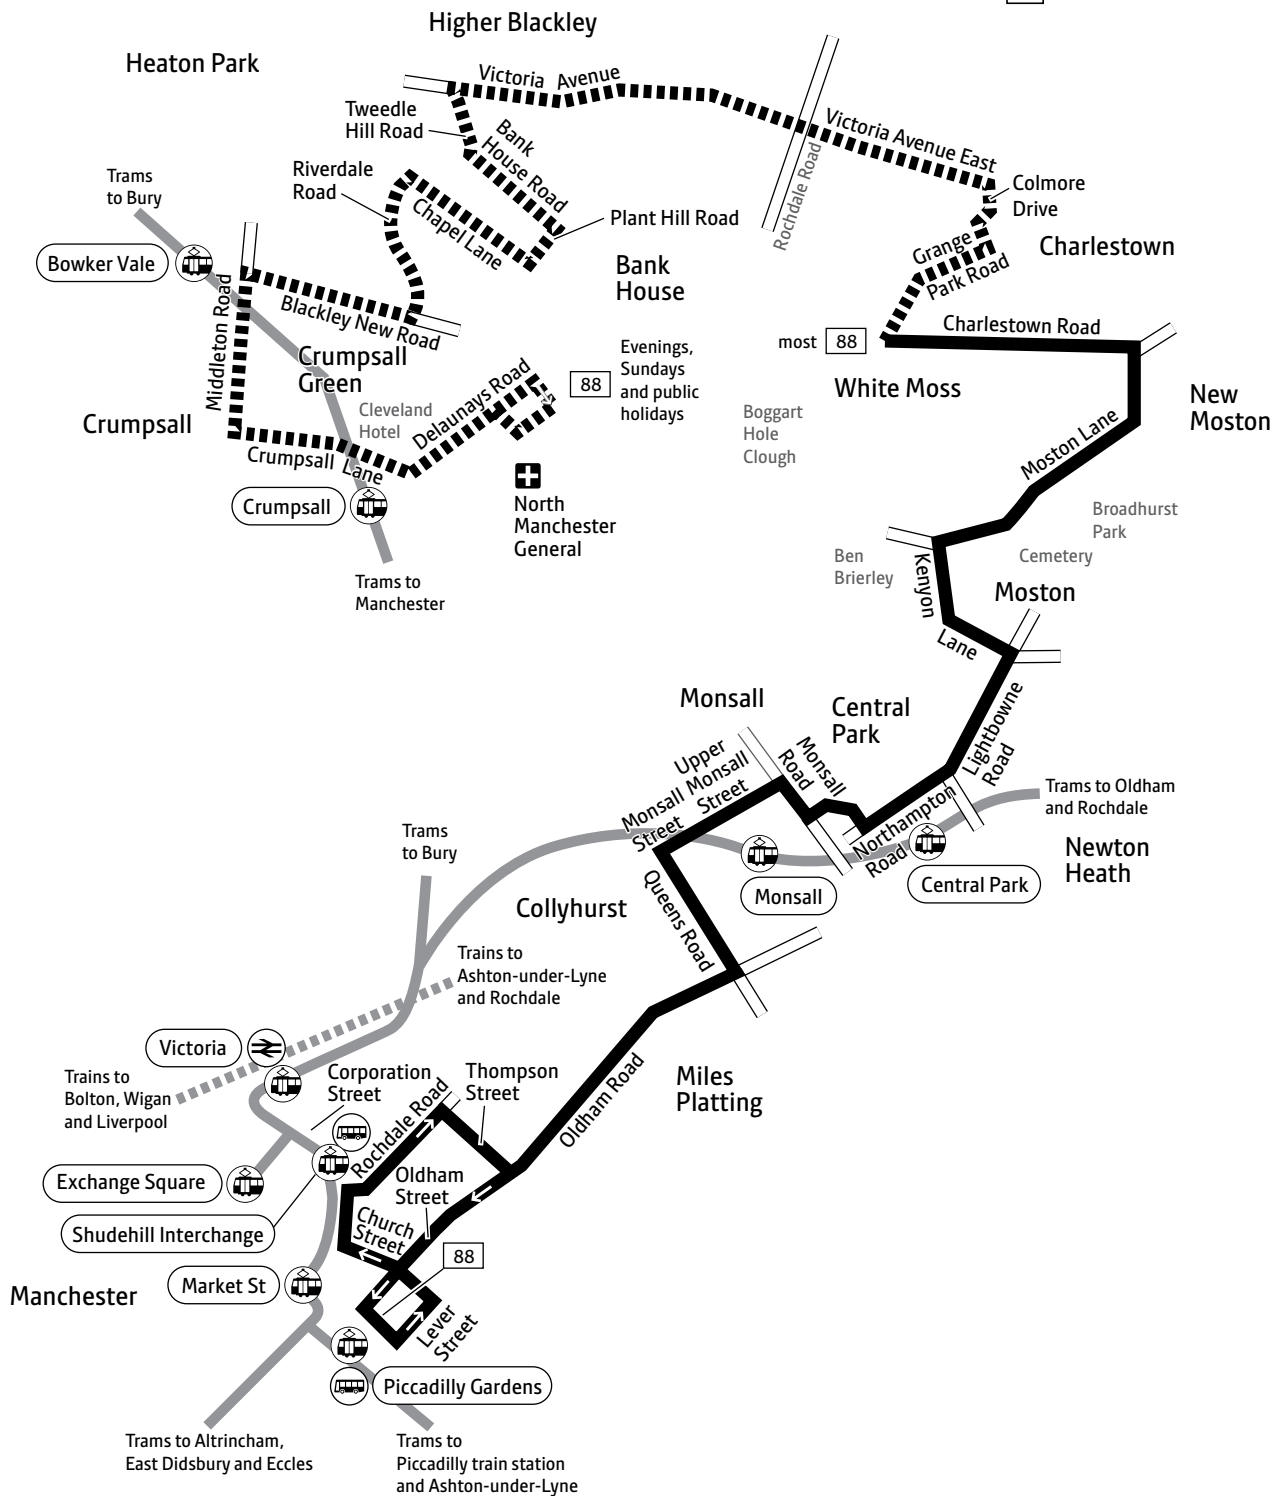 Higher Blackley
Heaton Park
Victoria Avenue
Tweedle
Hill Road
Bank
House Road
Victoria Avenue East
Rochdale Road
Riverdale
Road
Chapel Lane
Plant Hill Road
Colmore
Drive
Trams
to Bury
Grange
Park Road
Charlestown
Bowker Vale
Bank
House
Middleton Road
Blackley New Road
Charlestown Road
most 88
Crumpsall
Green
Evenings,
Sundays
and public
holidays
88
White Moss
New
Moston
Crumpsall
Cleveland
Hotel
Delaunays Road
Boggart
Hole
Clough
Moston Lane
Crumpsall Lane
Crumpsall
North
Manchester
General
Broadhurst
Park
Ben
Brierley
Kenyon
Lane
Cemetery
Moston
Trams to
Manchester
Monsall
Central
Park
Lightbowne
Road
Upper
Monsall
Street
Monsall
Street
Monsall
Road
Northampton
Road
Trams to Oldham
and Rochdale
Trams
to Bury
Newton
Heath
Monsall
Central Park
Queens Road
Collyhurst
Trains to
Ashton-under-Lyne
and Rochdale
Victoria
Trains to
Bolton, Wigan
and Liverpool
Corporation
Street
Thompson
Street
Oldham Road
Miles
Platting
Rochdale Road
Exchange Square
Oldham
Street
Shudehill Interchange
Church
Street
88
Market St
Manchester
Lever
Street
Piccadilly Gardens
Trams to Altrincham,
East Didsbury and Eccles
Trams to
Piccadilly train station
and Ashton-under-Lyne